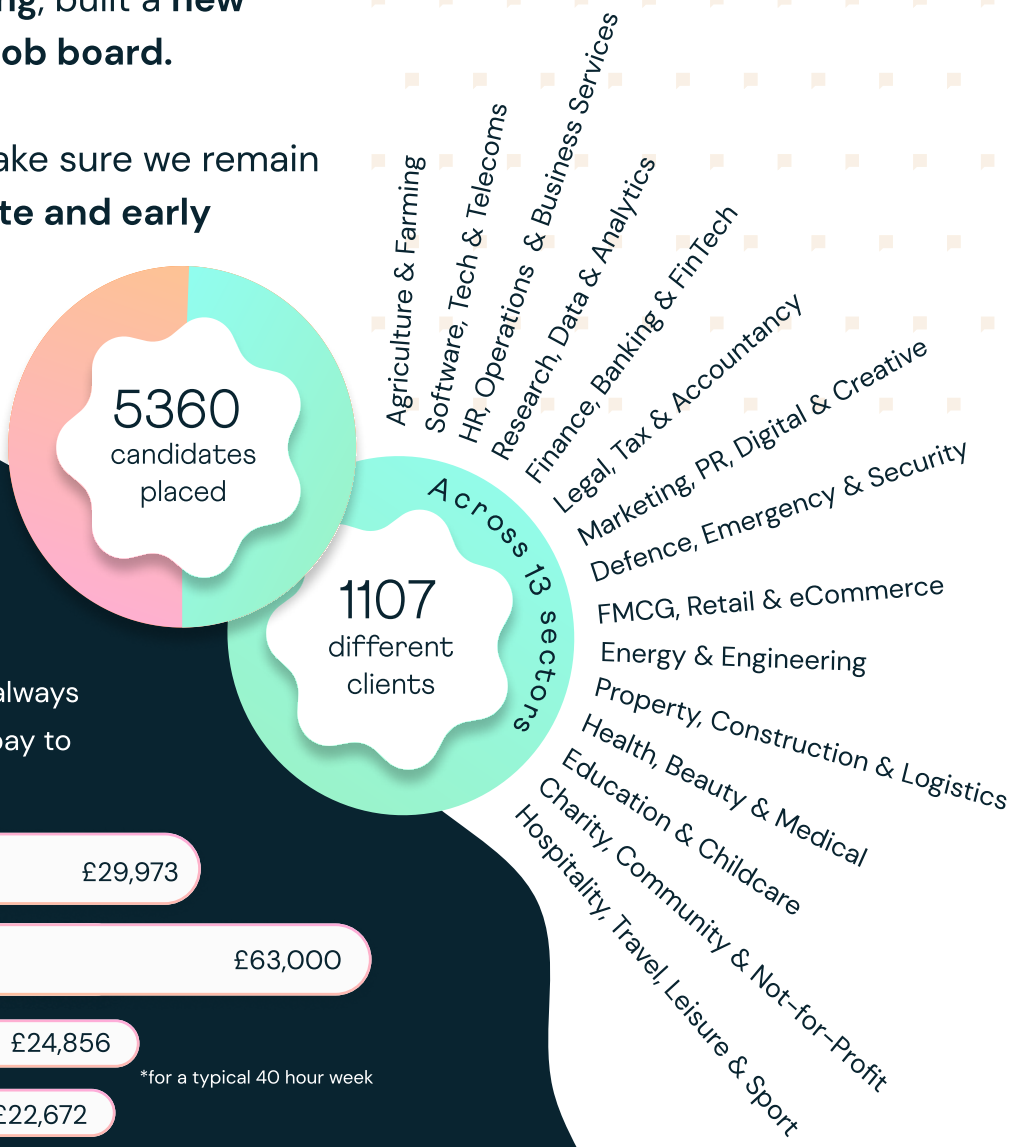 ng, built a new
ob board.
ake sure we remain
te and early
5360
candidates
placed
1107
different
clients
Across 13 sectors
Agriculture & Farming
Software, Tech & Telecoms
HR, Operations & Business Services
Research, Data & Analytics
Finance, Banking & FinTech
Legal, Tax & Accountancy
Marketing, PR, Digital & Creative
Defence, Emergency & Security
FMCG, Retail & eCommerce
Energy & Engineering
Property, Construction & Logistics
Health, Beauty & Medical
Education & Childcare
Charity, Community & Not-for-Profit
Hospitality, Travel, Leisure & Sport
always
pay to
£29,973
£63,000
£24,856
*for a typical 40 hour week
£22,672